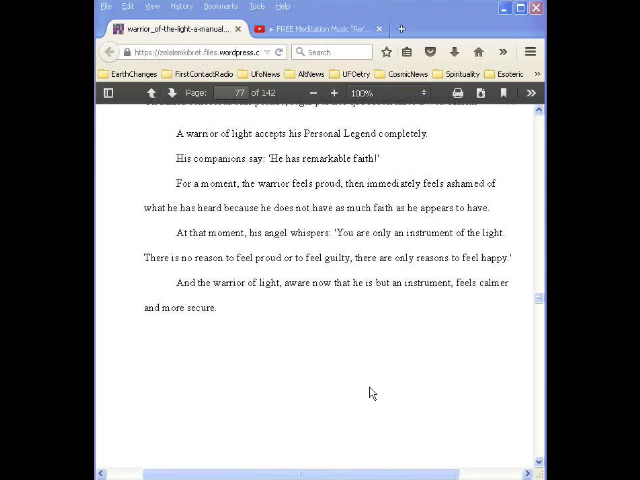 File Edit View History Bookmarks Tools Help
warrior_of-the-light-a-manual... FREE Meditation Music "Ref
https://zelalemkibret.files.wordpress.c Search
EarthChanges FirstContactRadio UfoNews AltNews UFOetry CosmicNews Spirituality Esoteric
Page: 77 of 142 100%
A warrior of light accepts his Personal Legend completely.
His companions say: 'He has remarkable faith!'
For a moment, the warrior feels proud, then immediately feels ashamed of
what he has heard because he does not have as much faith as he appears to have.
At that moment, his angel whispers: 'You are only an instrument of the light.
There is no reason to feel proud or to feel guilty, there are only reasons to feel happy.'
And the warrior of light, aware now that he is but an instrument, feels calmer
and more secure.